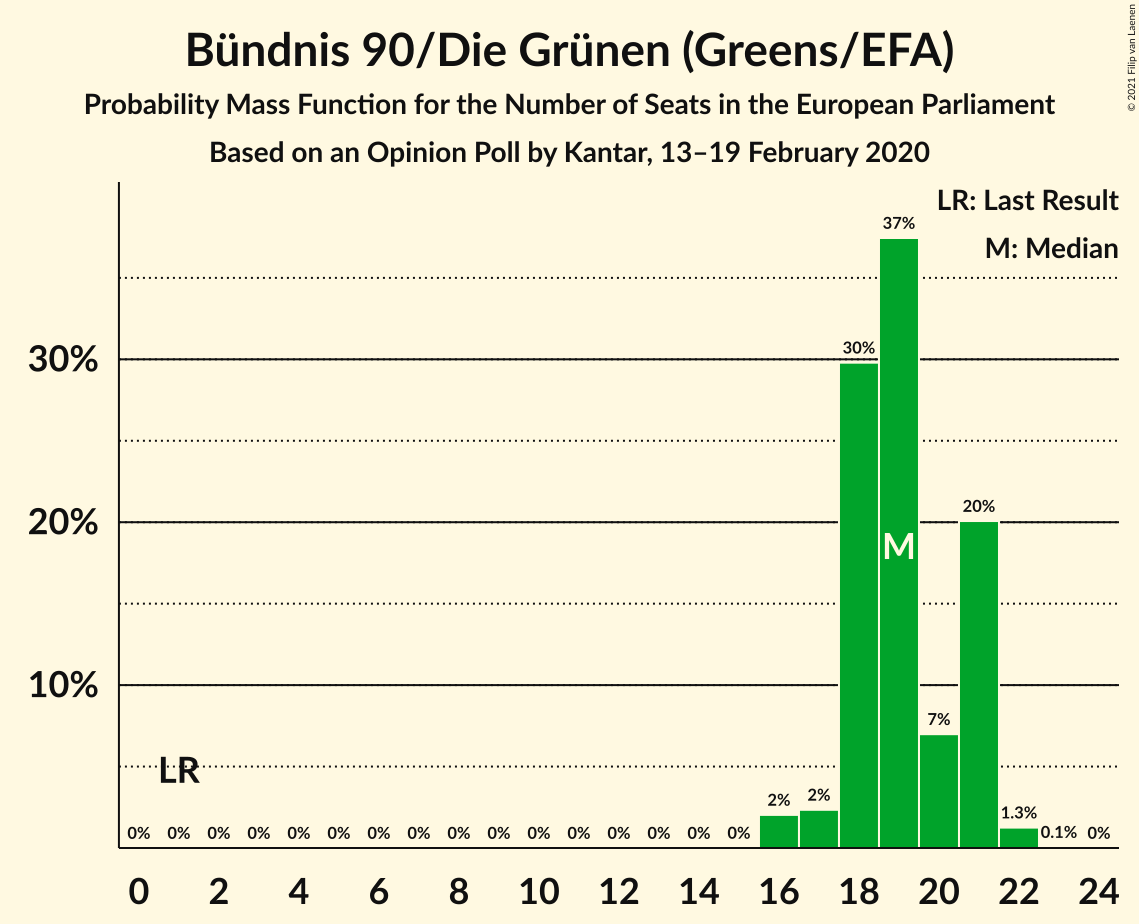 Bündnis 90/Die Grünen (Greens/EFA)
Probability Mass Function for the Number of Seats in the European Parliament
Based on an Opinion Poll by Kantar, 13–19 February 2020
© 2021 Filip van Laenen
LR: Last Result
M: Median
37%
30%
30%
20%
20%
M
10%
7%
LR
2%
2%
1.3%
0% 0% 0% 0% 0% 0% 0% 0% 0% 0% 0% 0% 0% 0% 0% 0% 0.1% 0%
0 2 4 6 8 10 12 14 16 18 20 22 24